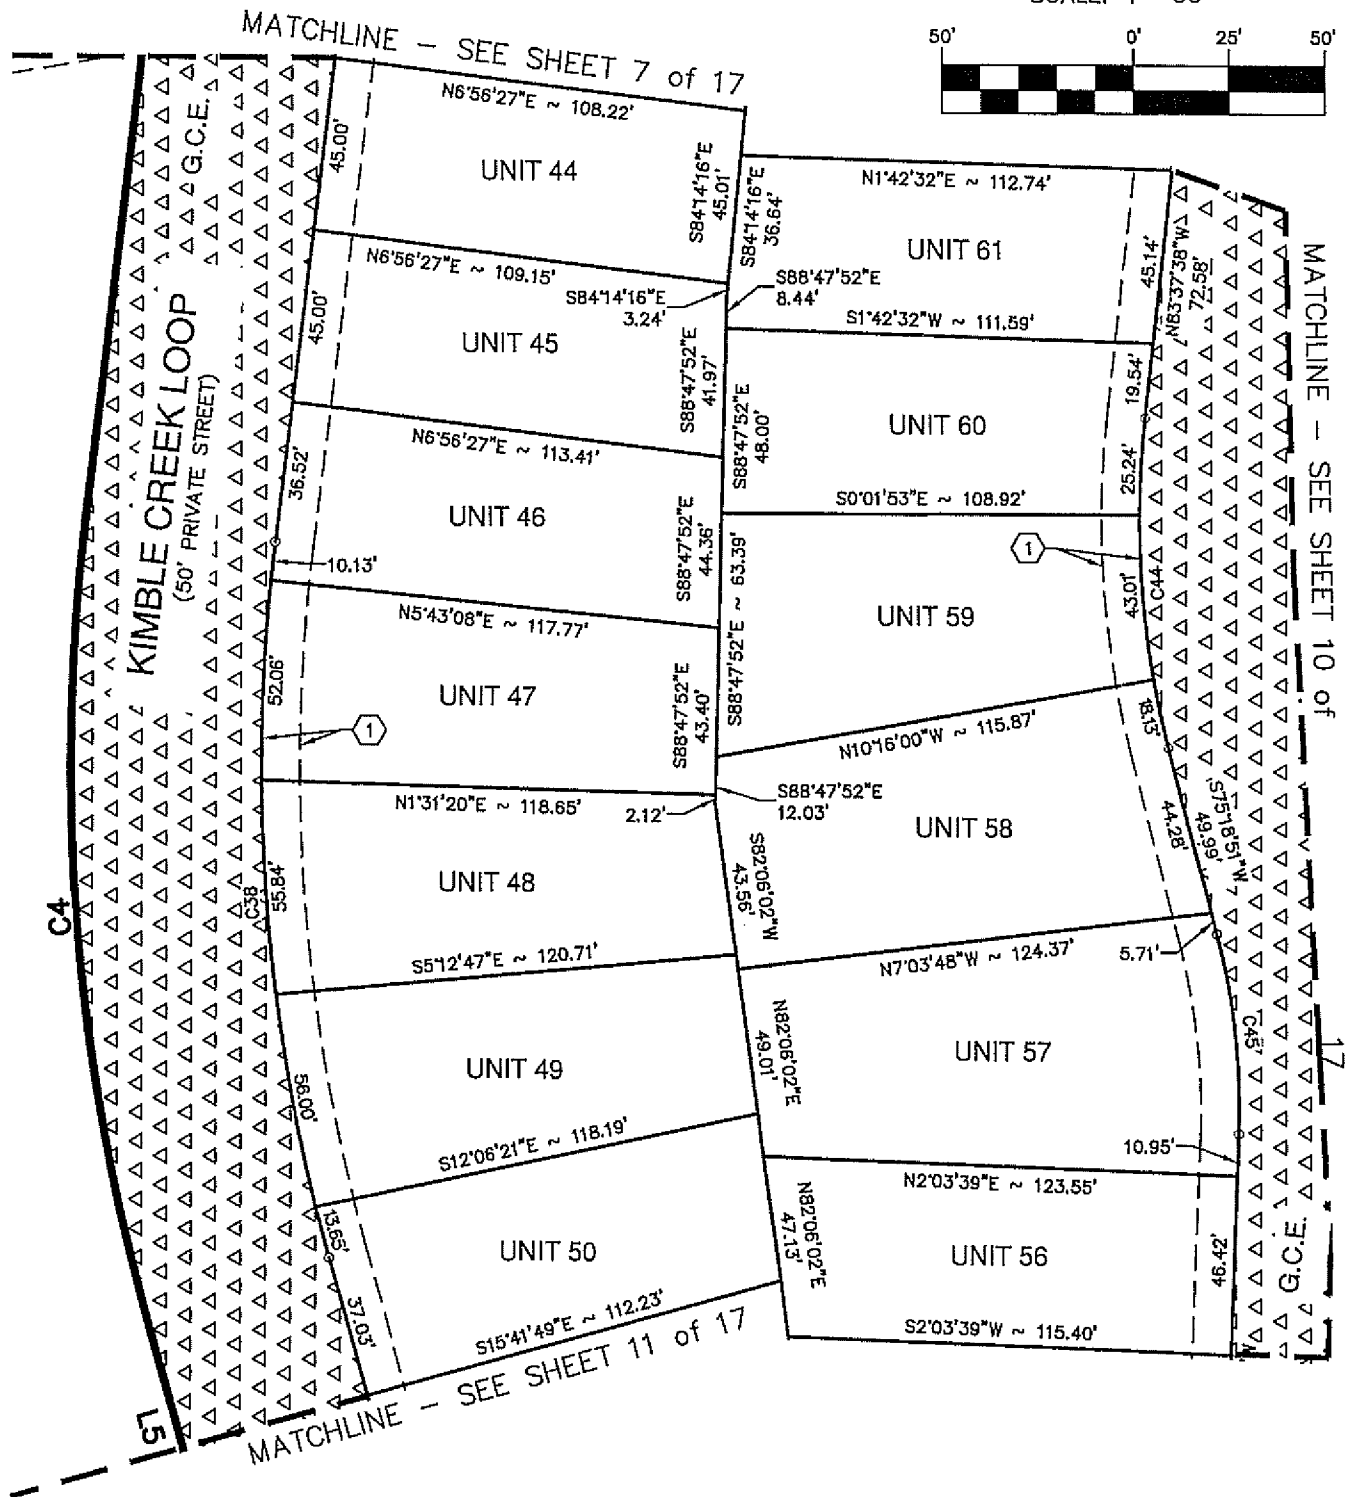 50'
0'
25'
50'
MATCHLINE - SEE SHEET 7 of 17
G.C.E.
45.00'
N6°56'27"E ~ 108.22'
UNIT 44
S84°14'16"E
45.01'
S84°14'16"E
36.64'
N1°42'32"E ~ 112.74'
UNIT 61
45.14'
N83°37'38"W
72.58'
MATCHLINE - SEE SHEET 10 of
17
N6°56'27"E ~ 109.15'
S84°14'16"E
3.24'
S88°47'52"E
8.44'
S1°42'32"W ~ 111.59'
KIMBLE CREEK LOOP
(50' PRIVATE STREET)
45.00'
UNIT 45
S88°47'52"E
41.97'
S88°47'52"E
48.00'
UNIT 60
19.54'
25.24'
N6°56'27"E ~ 113.41'
36.52'
UNIT 46
S0°01'53"E ~ 108.92'
10.13'
S88°47'52"E
44.36'
S88°47'52"E ~ 63.39'
1
43.01'
C44
N5°43'08"E ~ 117.77'
UNIT 59
52.06'
UNIT 47
1
S88°47'52"E
43.40'
N10°16'00"W ~ 115.87'
18.13'
N1°31'20"E ~ 118.65'
2.12'
S88°47'52"E
12.03'
UNIT 58
44.28'
S75°18'51"W
49.99'
C4
C38
55.84'
UNIT 48
S82°06'02"W
43.56'
S5°12'47"E ~ 120.71'
N7°03'48"W ~ 124.37'
5.71'
56.00'
UNIT 49
N82°06'02"E
49.01'
UNIT 57
C45
S12°06'21"E ~ 118.19'
10.95'
N2°03'39"E ~ 123.55'
13.65'
UNIT 50
N82°06'02"E
47.13'
UNIT 56
46.42'
G.C.E.
37.03'
S15°41'49"E ~ 112.23'
S2°03'39"W ~ 115.40'
L5
MATCHLINE - SEE SHEET 11 of 17